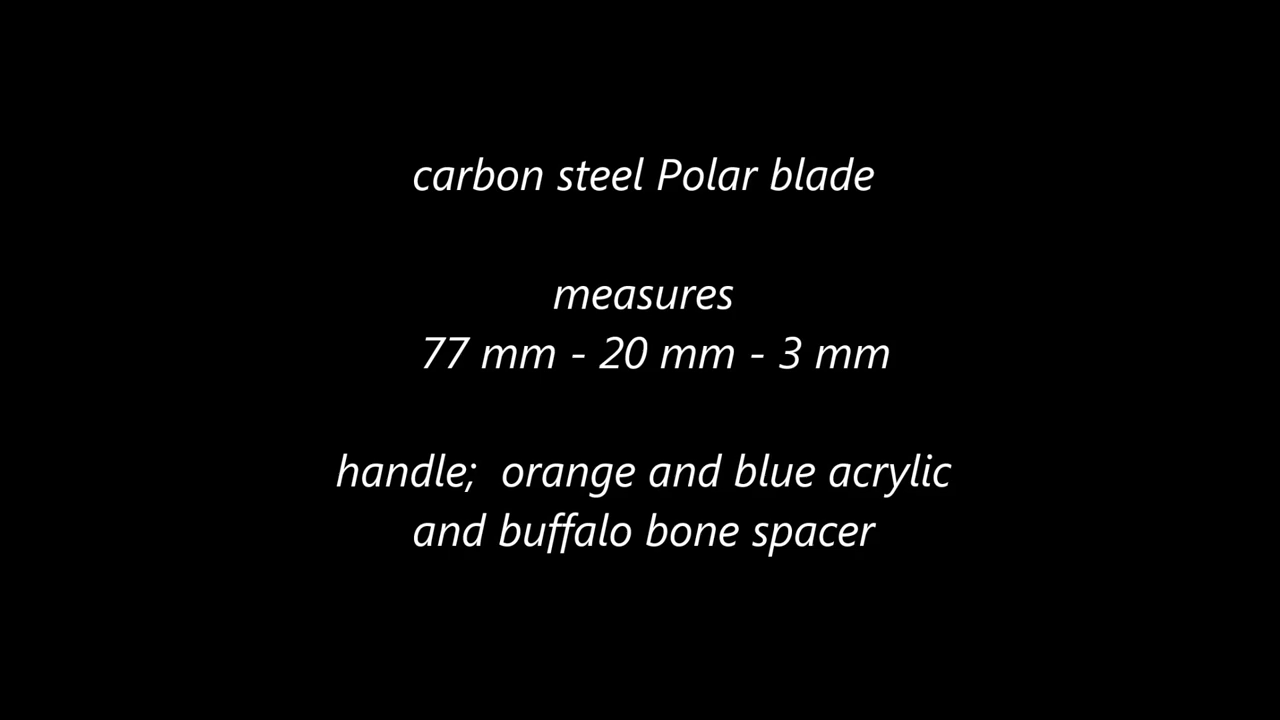 carbon steel Polar blade
measures
77 mm - 20 mm - 3 mm
handle;  orange and blue acrylic
and buffalo bone spacer